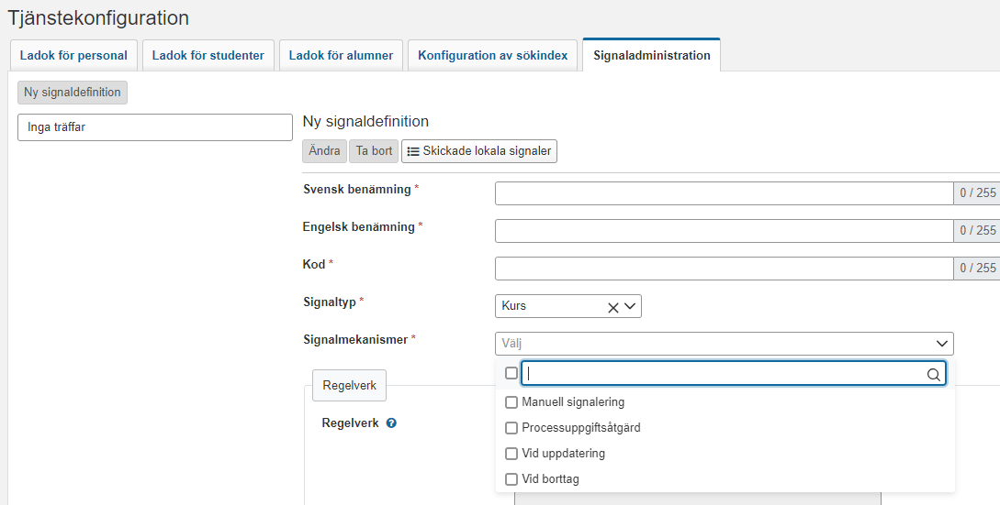 Tjänstekonfiguration
Ladok för personal
Ladok för studenter
Ladok för alumner
Konfiguration av sökindex
Signaladministration
Ny signaldefinition
Inga träffar
Ny signaldefinition
Ändra
Ta bort
Skickade lokala signaler
Svensk benämning *
0 / 255
Engelsk benämning *
0 / 255
Kod *
0 / 255
Signaltyp *
Kurs
Signalmekanismer *
Välj
Manuell signalering
Processuppgiftsåtgärd
Vid uppdatering
Vid borttag
Regelverk
Regelverk ?